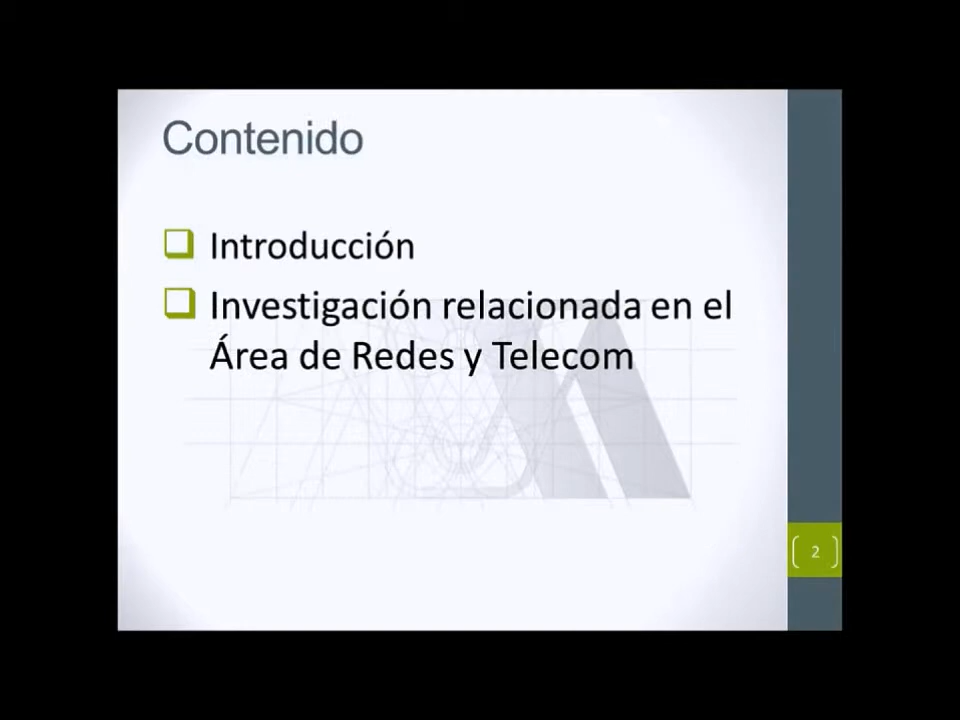 Contenido
Introducción
Investigación relacionada en el
Área de Redes y Telecom
2